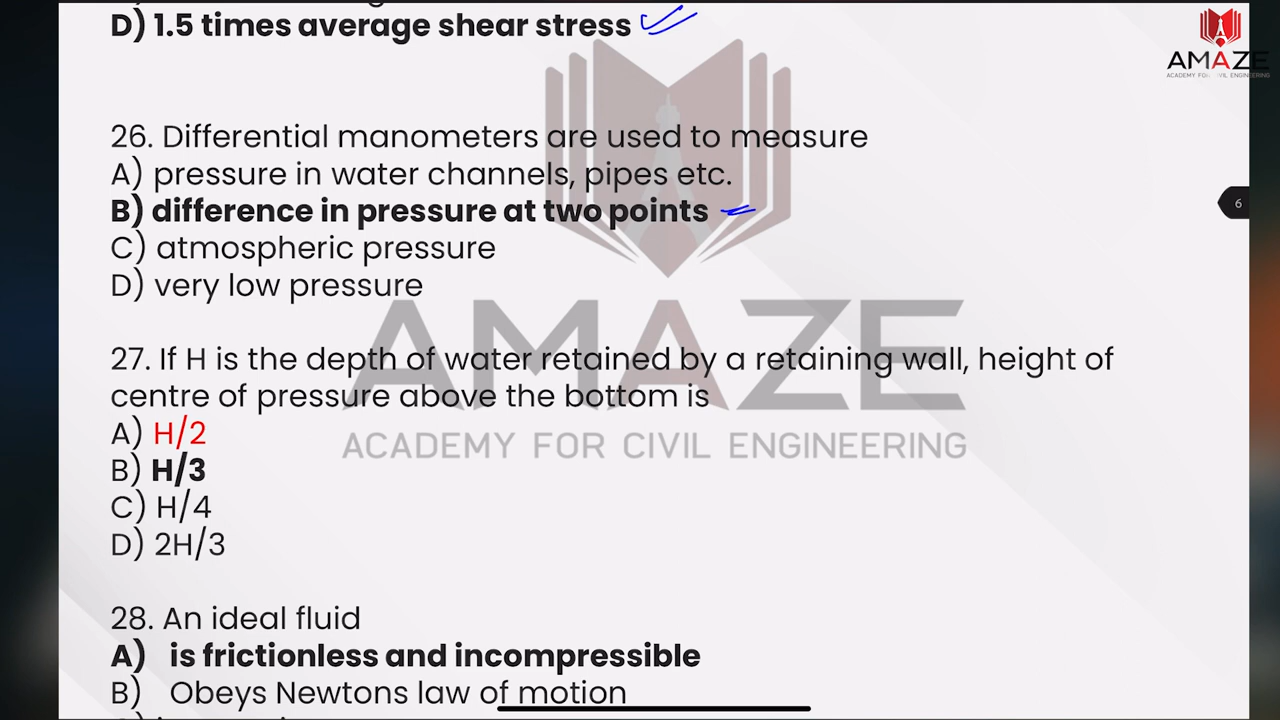 D) 1.5 times average shear stress
AMAZE
ACADEMY FOR CIVIL ENGINEERING
26. Differential manometers are used to measure
A) pressure in water channels, pipes etc.
B) difference in pressure at two points
6
C) atmospheric pressure
D) very low pressure
AMAZE
ACADEMY FOR CIVIL ENGINEERING
27. If H is the depth of water retained by a retaining wall, height of
centre of pressure above the bottom is
A) H/2
B) H/3
C) H/4
D) 2H/3
28. An ideal fluid
A) is frictionless and incompressible
B) Obeys Newtons law of motion